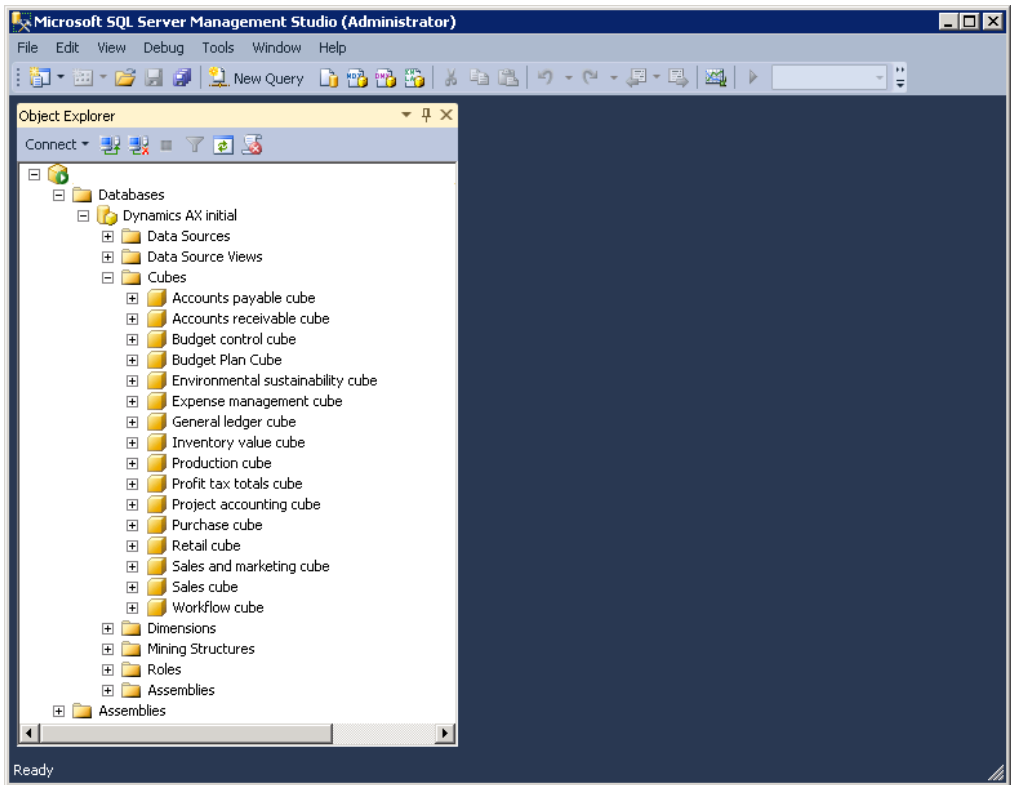 Microsoft SQL Server Management Studio (Administrator)
File Edit View Debug Tools Window Help
New Query
Object Explorer
Connect
Databases
Dynamics AX initial
Data Sources
Data Source Views
Cubes
Accounts payable cube
Accounts receivable cube
Budget control cube
Budget Plan Cube
Environmental sustainability cube
Expense management cube
General ledger cube
Inventory value cube
Production cube
Profit tax totals cube
Project accounting cube
Purchase cube
Retail cube
Sales and marketing cube
Sales cube
Workflow cube
Dimensions
Mining Structures
Roles
Assemblies
Assemblies
Ready